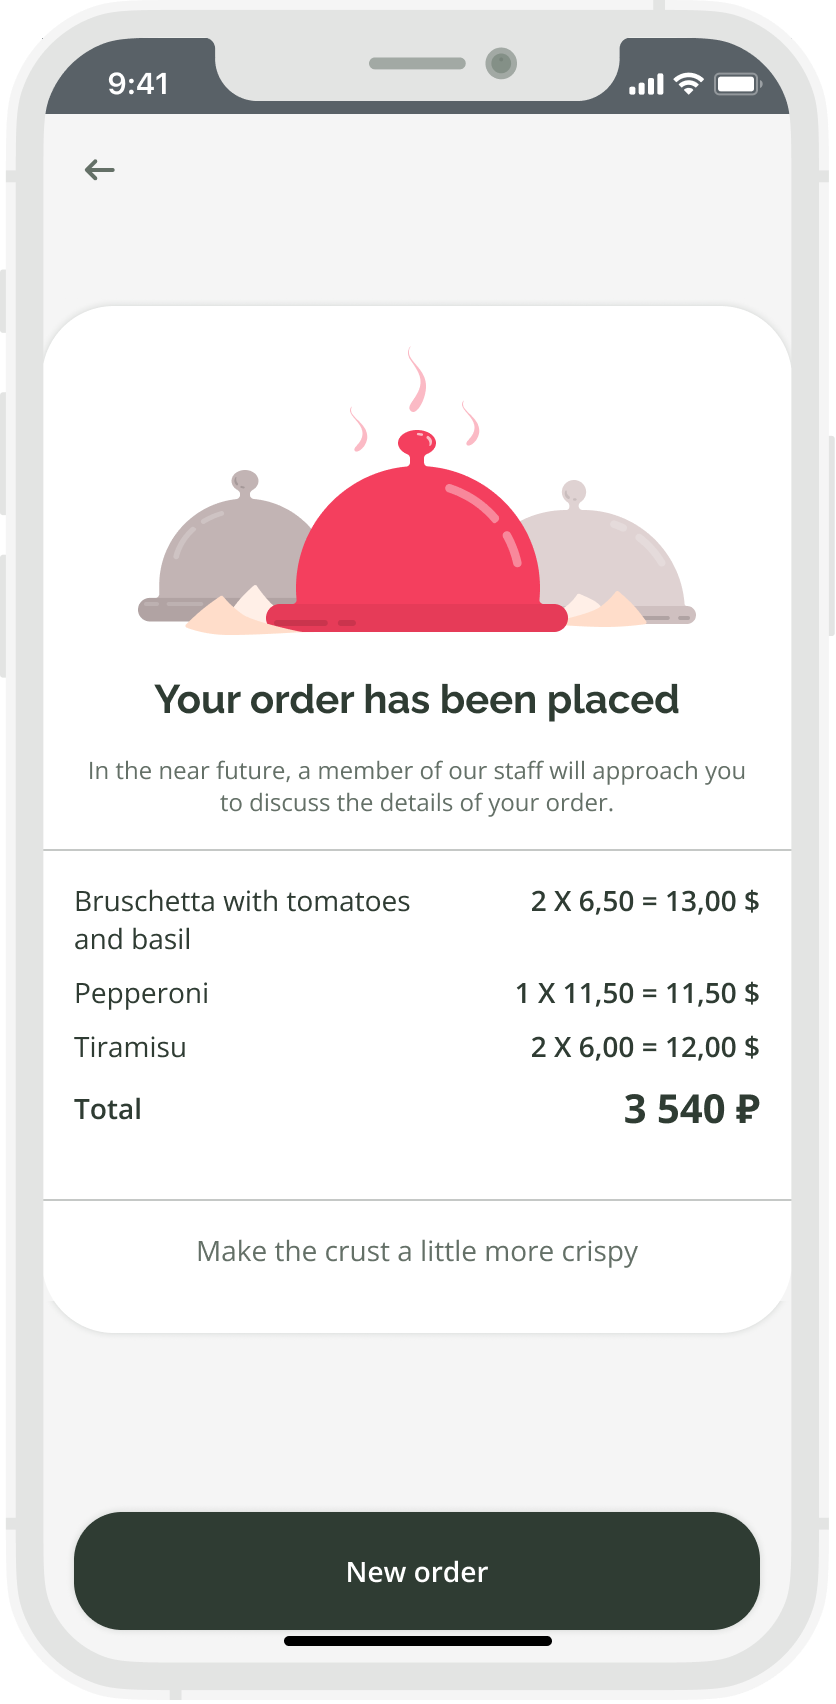 9:41
Your order has been placed
In the near future, a member of our staff will approach you
to discuss the details of your order.
Bruschetta with tomatoes 2 X 6,50 = 13,00 $
and basil
Pepperoni 1 X 11,50 = 11,50 $
Tiramisu 2 X 6,00 = 12,00 $
Total 3 540 ₽
Make the crust a little more crispy
New order